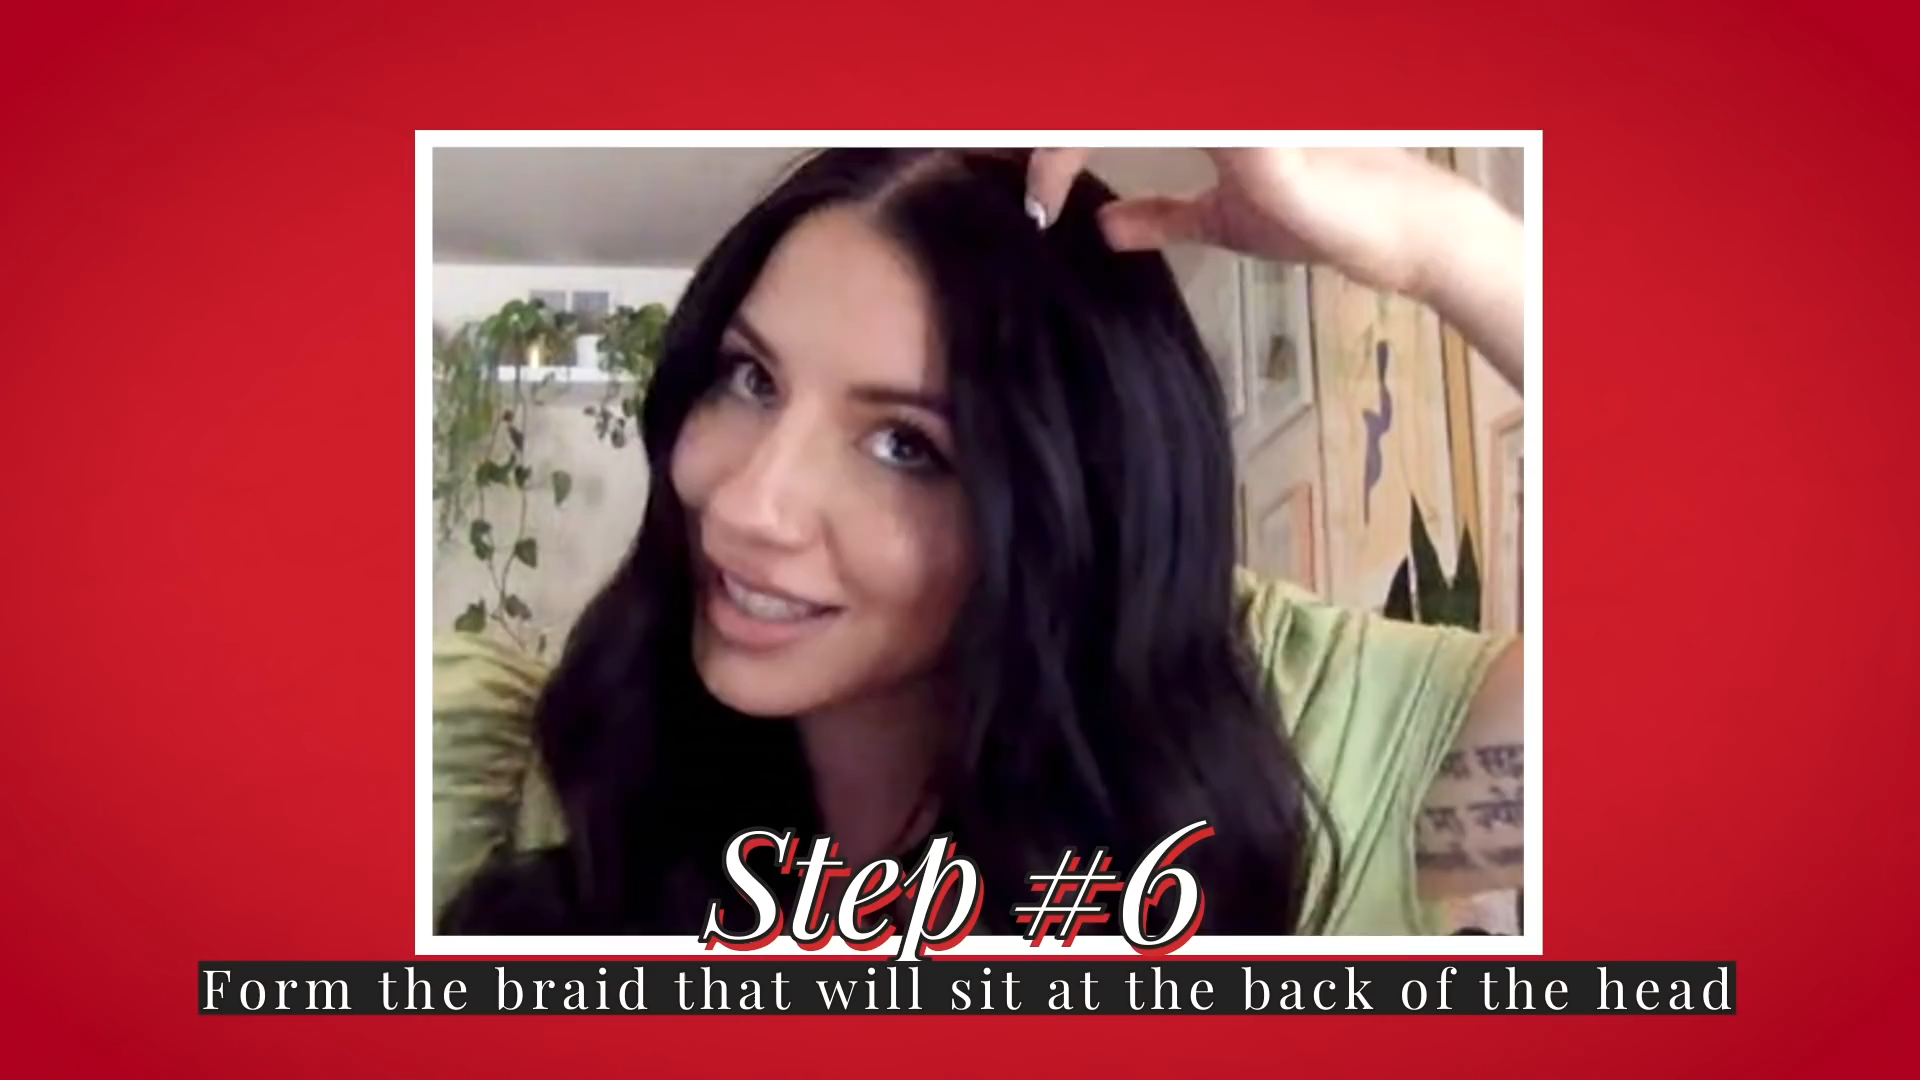 Step #6
Form the braid that will sit at the back of the head